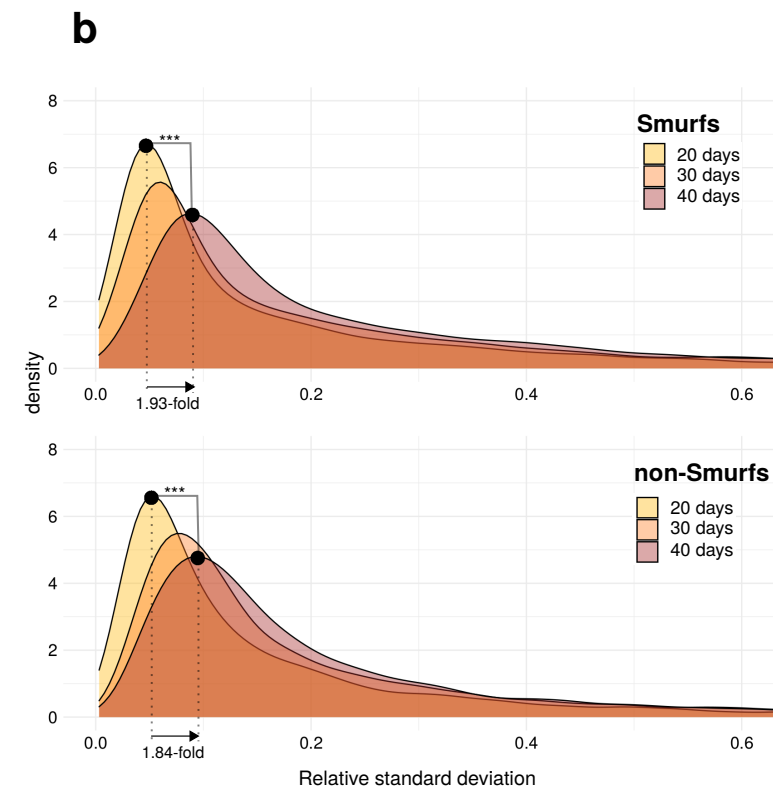 b
8
6
4
2
0
***
Smurfs
20 days
30 days
40 days
0.0
0.2
0.4
0.6
1.93-fold
density
8
6
4
2
0
***
non-Smurfs
20 days
30 days
40 days
0.0
0.2
0.4
0.6
1.84-fold
Relative standard deviation